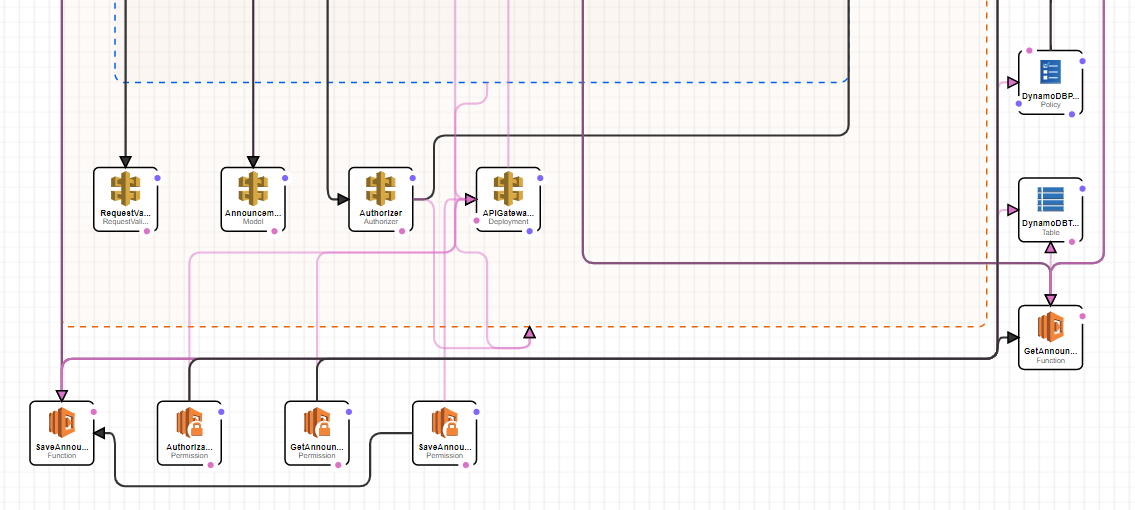 DynamoDBP...
Policy
RequestVa...
RequestVali...
Announcem...
Model
Authorizer
Authorizer
APIGatewa...
Deployment
DynamoDBT...
Table
GetAnnoun...
Function
SaveAnnou...
Function
Authoriza...
Permission
GetAnnoun...
Permission
SaveAnnou...
Permission